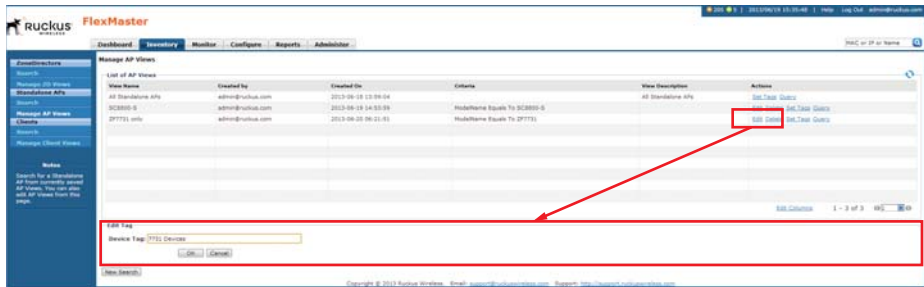 205 5 | 2013/06/19 15:35:48 | Help Log Out admin@ruckus.com
Ruckus WIRELESS FlexMaster
Dashboard Inventory Monitor Configure Reports Administer MAC or IP or Name
ZoneDirectors
Search
Manage ZD Views
Standalone APs
Search
Manage AP Views
Clients
Search
Manage Client Views
Notes
Search for a Standalone AP from currently saved AP Views. You can also edit AP Views from this page.
Manage AP Views
List of AP Views
View Name Created by Created On Criteria View Description Actions
All Standalone APs admin@ruckus.com 2013-06-18 13:59:04 All Standalone APs Set Tags Query
SC8800-S admin@ruckus.com 2013-06-19 14:53:59 ModelName Equals To SC8800-S Edit Delete Set Tags Query
ZF7731 only admin@ruckus.com 2013-06-20 06:21:51 ModelName Equals To ZF7731 Edit Delete Set Tags Query
Edit Columns 1 - 3 of 3
Edit Tag
Device Tag: 7731 Devices
OK Cancel
New Search
Copyright © 2013 Ruckus Wireless. Email: support@ruckuswireless.com Support: http://support.ruckuswireless.com